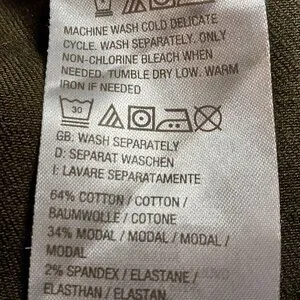 MACHINE WASH COLD DELICATE
CYCLE. WASH SEPARATELY. ONLY
NON-CHLORINE BLEACH WHEN
NEEDED. TUMBLE DRY LOW. WARM
IRON IF NEEDED
30
GB: WASH SEPARATELY
D: SEPARAT WASCHEN
I: LAVARE SEPARATAMENTE
64% COTTON / COTTON /
BAUMWOLLE / COTONE
34% MODAL / MODAL / MODAL /
MODAL
2% SPANDEX / ELASTANE /
ELASTHAN / ELASTAN